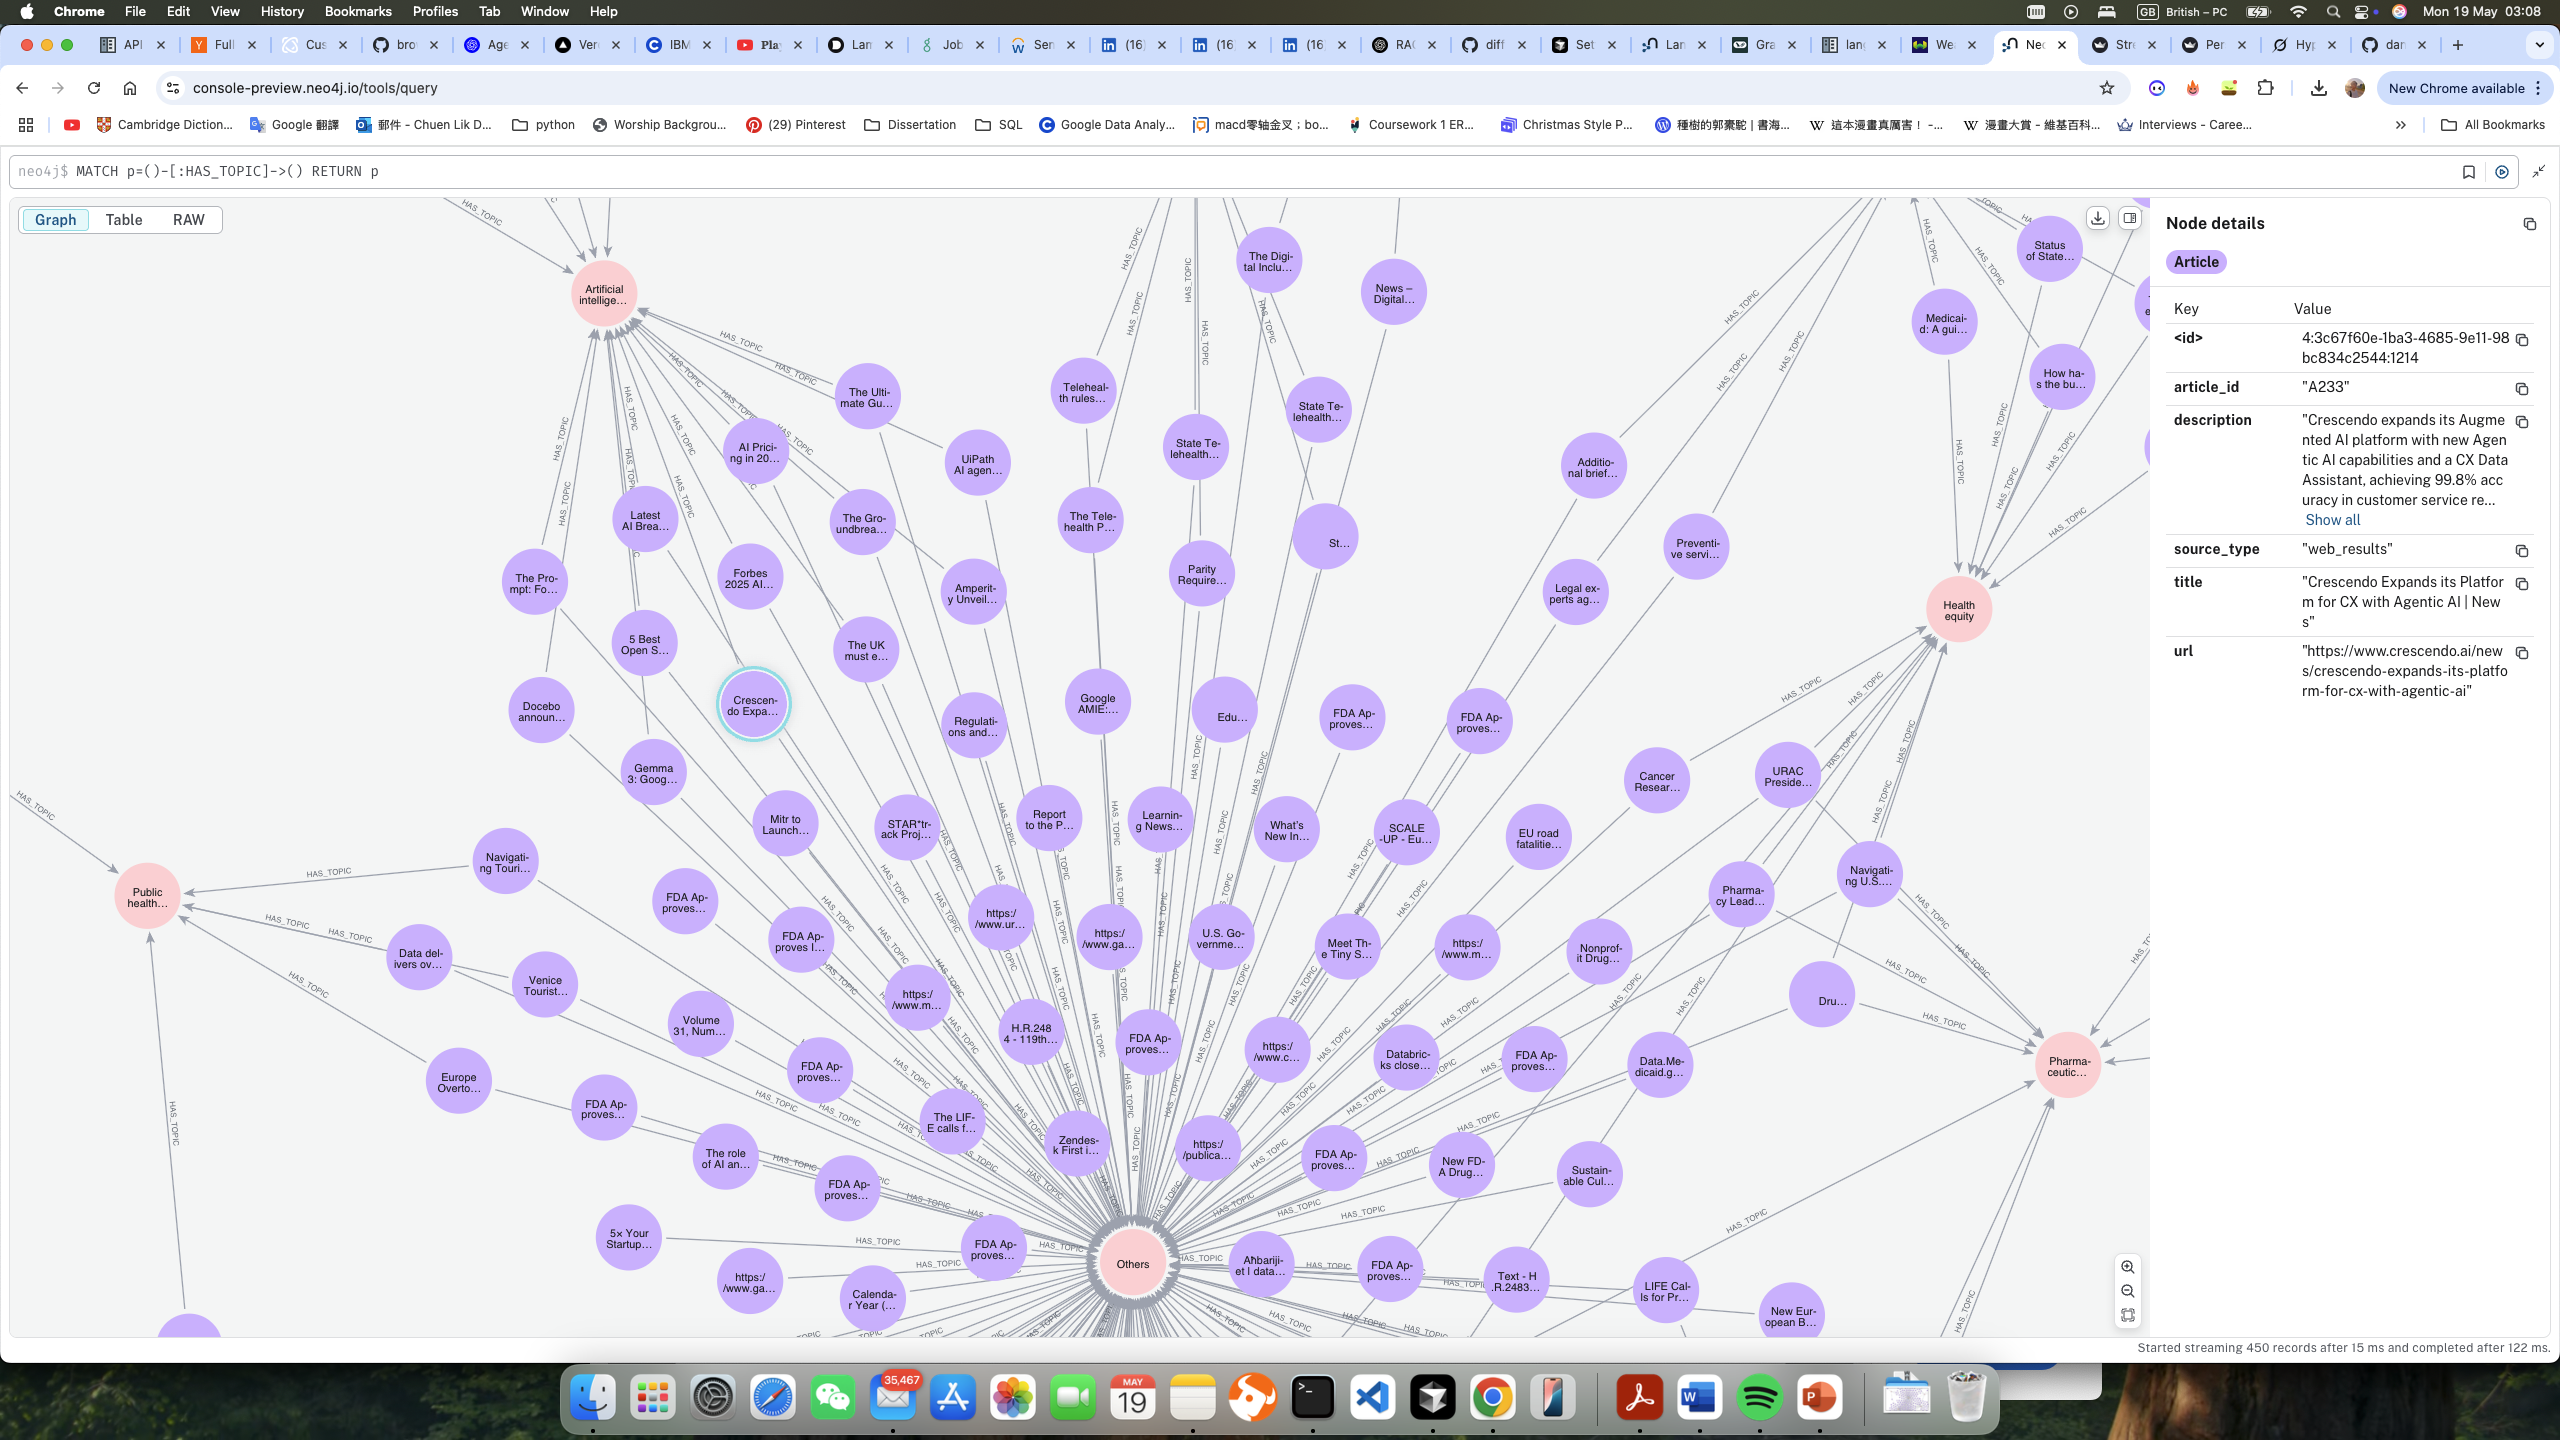 Chrome File Edit View History Bookmarks Profiles Tab Window Help
GB British – PC Mon 19 May 03:08
API Full Cus bro Age Ver IBM Play Lan Job Sen (16) (16) (16) RAG diff Set Lan Gra lang We Neo Stre Per Hyp dan
console-preview.neo4j.io/tools/query
New Chrome available
Cambridge Diction... Google 翻譯 郵件 - Chuen Lik D... python Worship Backgrou... (29) Pinterest Dissertation SQL Google Data Analy... macd零轴金叉；bo... Coursework 1 ER... Christmas Style P... 種樹的郭橐駝 | 書海... 這本漫畫真厲害！ -... 漫畫大賞 - 維基百科... Interviews - Caree... All Bookmarks
neo4j$ MATCH p=()-[:HAS_TOPIC]->() RETURN p
Graph Table RAW
Artificial
intellige...
The Digi-
tal Inclu...
News –
Digital...
Status
of State...
Medicai-
d: A gui...
How ha-
s the bu...
The Ulti-
mate Gu...
Teleheal-
th rules...
State Te-
lehealth...
AI Prici-
ng in 20...
UiPath
AI agen...
State Te-
lehealth...
Additio-
nal brief...
Latest
AI Brea...
The Gro-
undbrea...
The Tele-
health P...
St...
Preventi-
ve servi...
The Pro-
mpt: Fo...
Forbes
2025 AI...
Amperit-
y Unveil...
Parity
Require...
Legal ex-
perts ag...
Health
equity
5 Best
Open S...
The UK
must e...
Crescen-
do Expa...
Docebo
announ...
Regulati-
ons and...
Google
AMIE:...
Edu...
FDA Ap-
proves...
FDA Ap-
proves...
Gemma
3: Goog...
Cancer
Resear...
URAC
Preside...
Mitr to
Launch...
STAR*tr-
ack Proj...
Report
to the P...
Learnin-
g News...
What's
New In...
SCALE
-UP - Eu...
EU road
fatalitie...
Public
health...
Navigati-
ng Touri...
FDA Ap-
proves...
Pharma-
cy Lead...
Navigati-
ng U.S....
Data del-
ivers ov...
Venice
Tourist...
FDA Ap-
proves I...
https:/
/www.ur...
https:/
/www.ga...
U.S. Go-
vernme...
Meet Th-
e Tiny S...
https:/
/www.m...
Nonprof-
it Drug...
Dru...
Volume
31, Num...
https:/
/www.m...
H.R.248
4 - 119th...
FDA Ap-
proves...
https:/
/www.c...
Databric-
ks close...
FDA Ap-
proves...
Data.Me-
dicaid.g...
Pharma-
ceutic...
Europe
Overto...
FDA Ap-
proves...
FDA Ap-
proves...
The LIF-
E calls f...
Zendes-
k First i...
https:/
/publica...
FDA Ap-
proves...
New FD-
A Drug...
Sustain-
able Cul...
The role
of AI an...
FDA Ap-
proves...
5× Your
Startup...
FDA Ap-
proves...
Others
FDA Ap-
proves...
Text - H
.R.2483...
LIFE Cal-
ls for Pr...
New Eur-
opean B...
https:/
/www.ga...
Calenda-
r Year (...
HAS_TOPIC
Node details
Article
Key Value
<id> 4:3c67f60e-1ba3-4685-9e11-98
bc834c2544:1214
article_id "A233"
description "Crescendo expands its Augme
nted AI platform with new Agen
tic AI capabilities and a CX Data
Assistant, achieving 99.8% acc
uracy in customer service re...
Show all
source_type "web_results"
title "Crescendo Expands its Platfor
m for CX with Agentic AI | New
s"
url "https://www.crescendo.ai/new
s/crescendo-expands-its-platfo
rm-for-cx-with-agentic-ai"
Started streaming 450 records after 15 ms and completed after 122 ms.
35,467
MAY
19